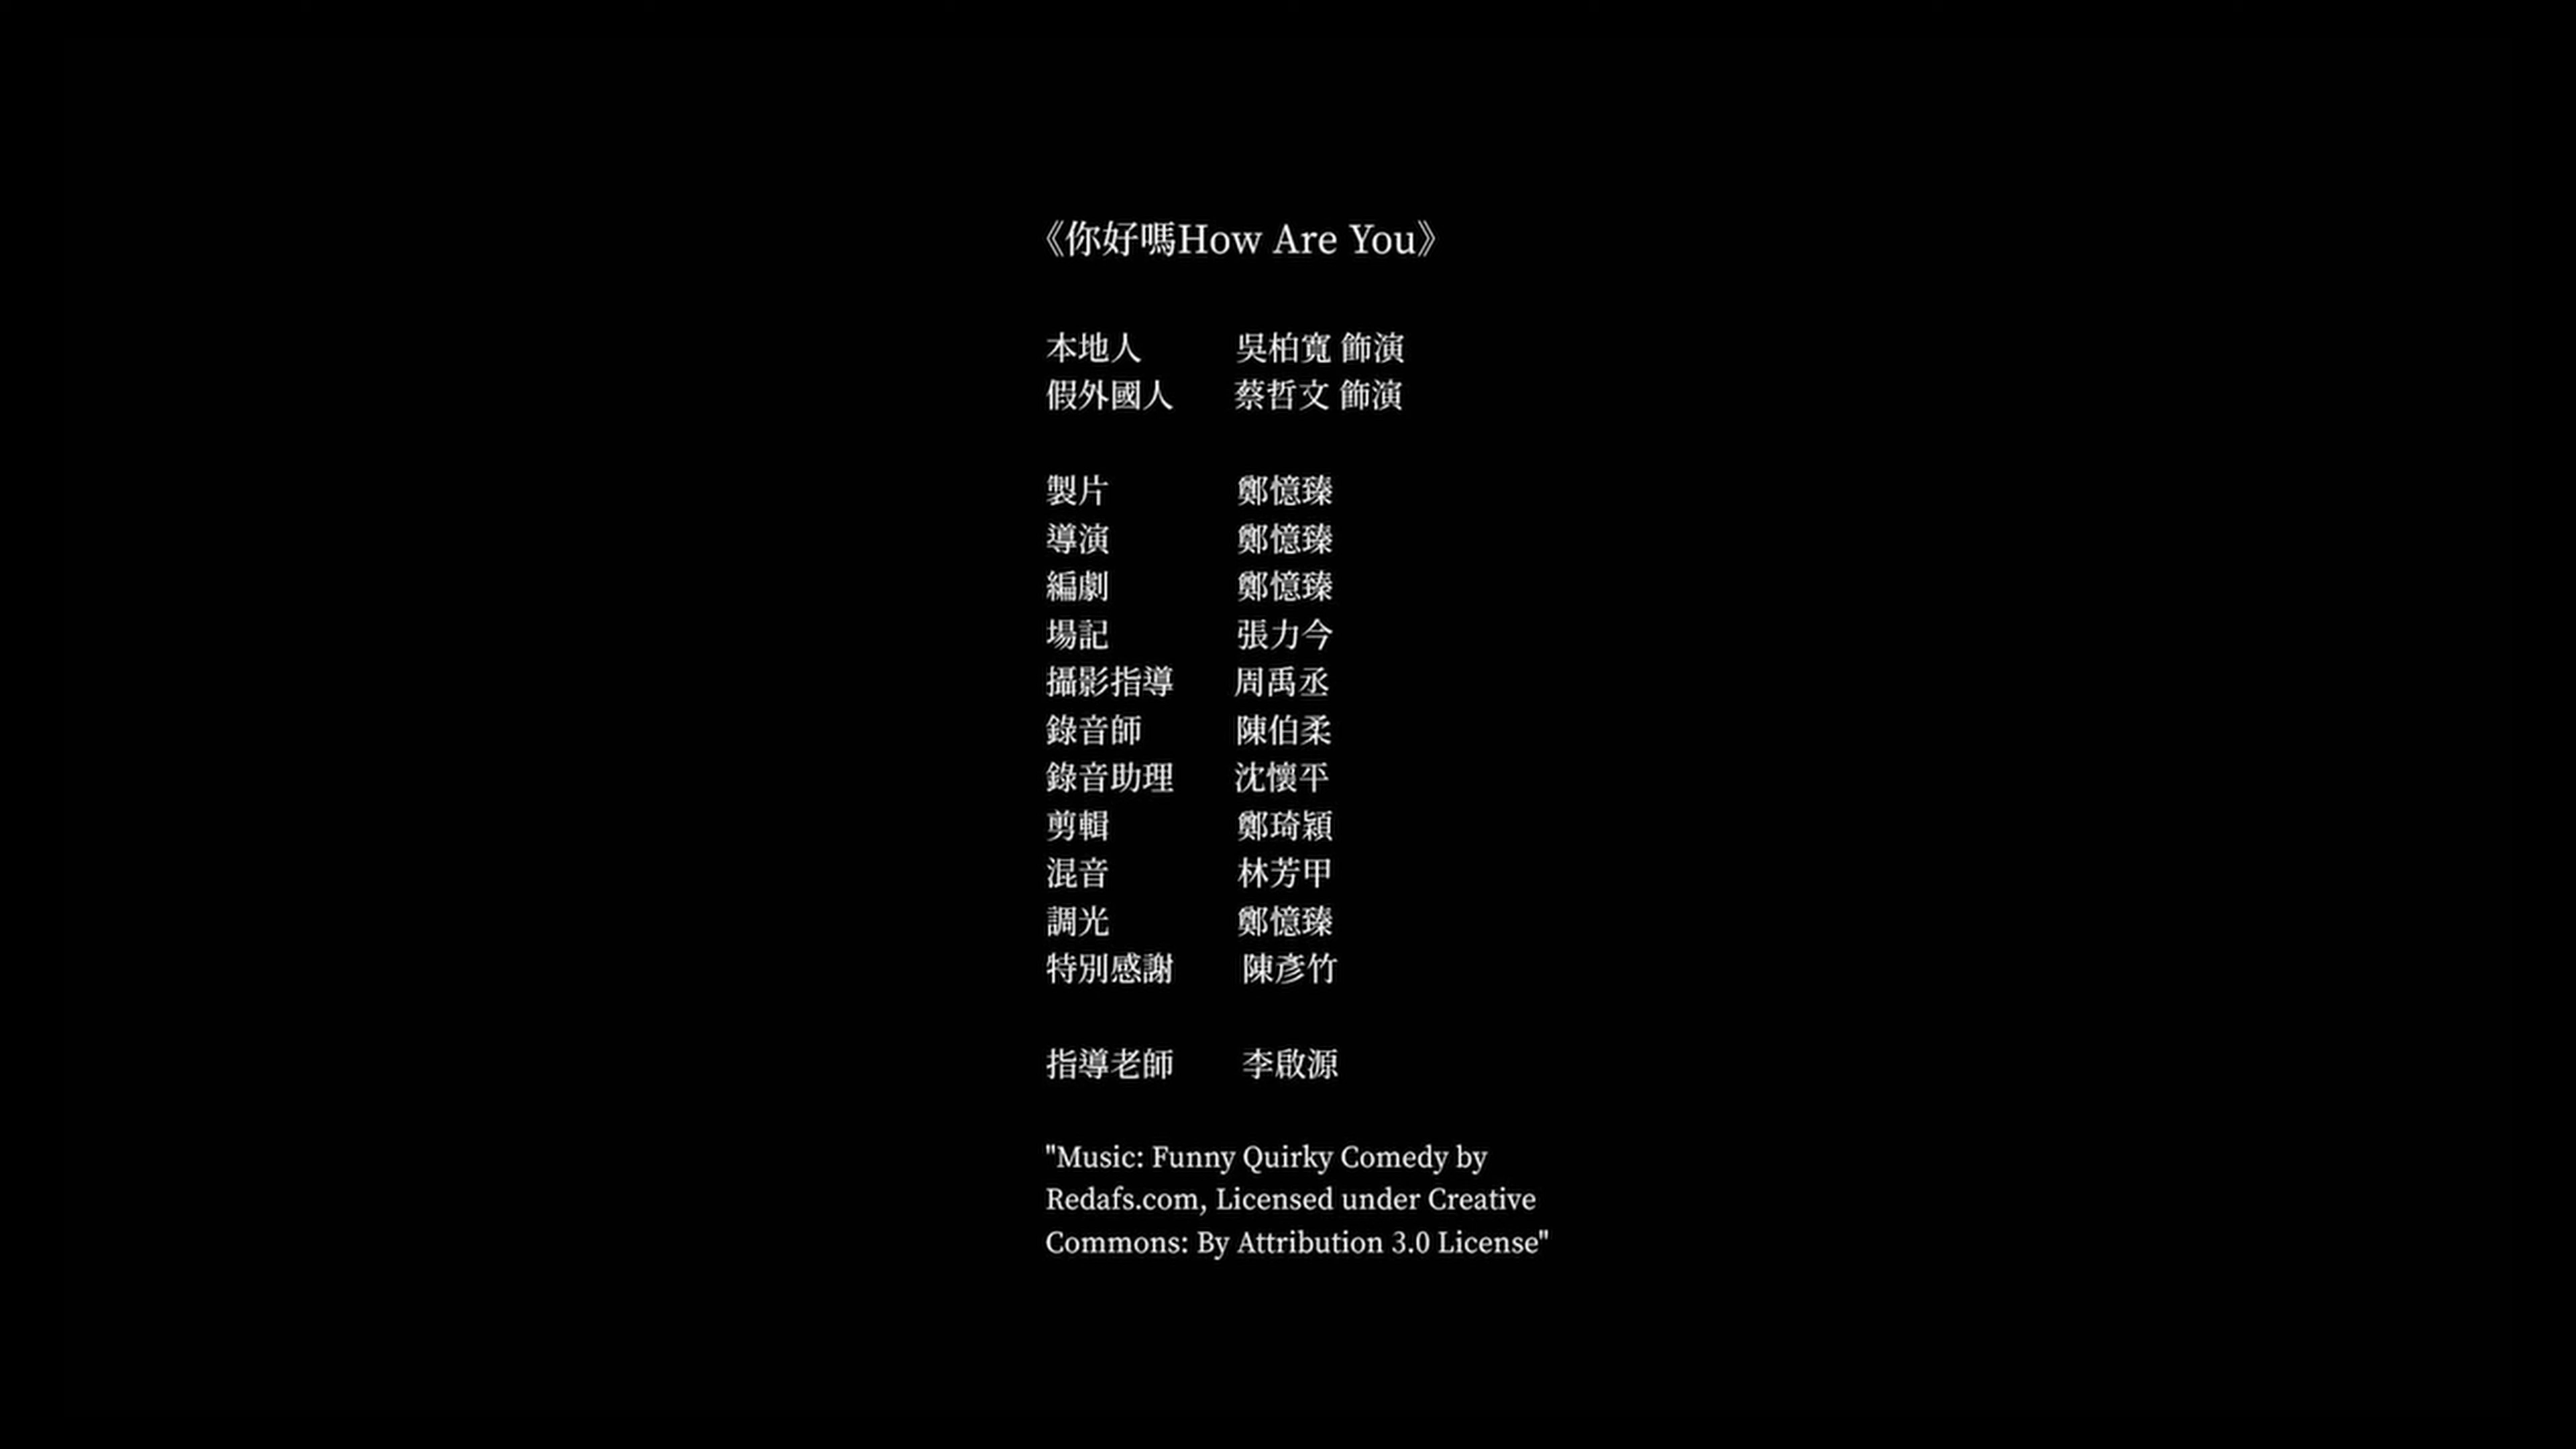 《你好嗎How Are You》
本地人 吳柏寬 飾演
假外國人 蔡哲文 飾演
製片 鄭憶臻
導演 鄭憶臻
編劇 鄭憶臻
場記 張力今
攝影指導 周禹丞
錄音師 陳伯柔
錄音助理 沈懷平
剪輯 鄭琦穎
混音 林芳甲
調光 鄭憶臻
特別感謝 陳彥竹
指導老師 李啟源
"Music: Funny Quirky Comedy by
Redafs.com, Licensed under Creative
Commons: By Attribution 3.0 License"